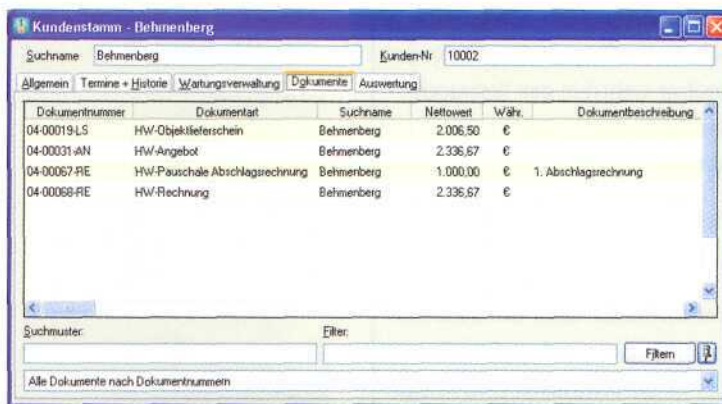 Kundenstamm - Behmenberg
Suchname Behmenberg Kunden-Nr 10002
Allgemein Termine + Historie Wartungsverwaltung Dokumente Auswertung
Dokumentnummer Dokumentart Suchname Nettowert Währ. Dokumentbeschreibung
04-00019-LS HW-Objektlieferschein Behmenberg 2.006,50 €
04-00031-AN HW-Angebot Behmenberg 2.336,67 €
04-00067-RE HW-Pauschale Abschlagsrechnung Behmenberg 1.000,00 € 1. Abschlagsrechnung
04-00068-RE HW-Rechnung Behmenberg 2.336,67 €
Suchmuster: Filter:
Filtern
Alle Dokumente nach Dokumentnummern